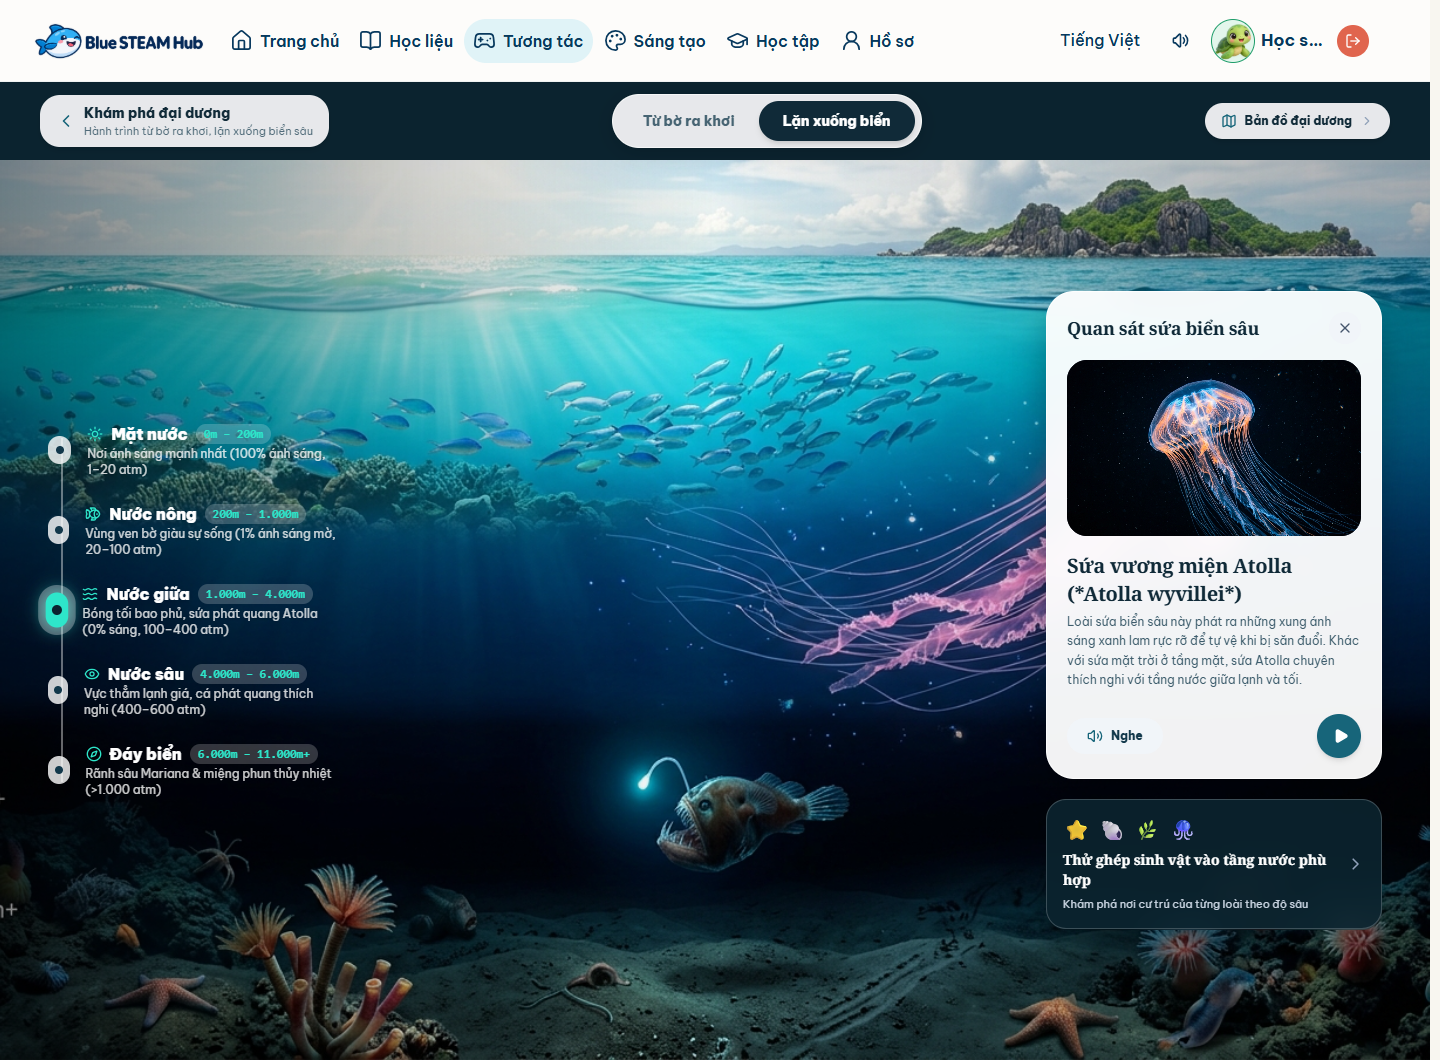 Blue STEAM Hub
Trang chủ
Học liệu
Tương tác
Sáng tạo
Học tập
Hồ sơ
Tiếng Việt
Học s...
Khám phá đại dương
Hành trình từ bờ ra khơi, lặn xuống biển sâu
Từ bờ ra khơi
Lặn xuống biển
Bản đồ đại dương
Mặt nước 0m – 200m
Nơi ánh sáng mạnh nhất (100% ánh sáng,
1–20 atm)
Nước nông 200m – 1.000m
Vùng ven bờ giàu sự sống (1% ánh sáng mờ,
20–100 atm)
Nước giữa 1.000m – 4.000m
Bóng tối bao phủ, sứa phát quang Atolla
(0% sáng, 100–400 atm)
Nước sâu 4.000m – 6.000m
Vực thẳm lạnh giá, cá phát quang thích
nghi (400–600 atm)
Đáy biển 6.000m – 11.000m+
Rãnh sâu Mariana & miệng phun thủy nhiệt
(>1.000 atm)
Quan sát sứa biển sâu
Sứa vương miện Atolla
(*Atolla wyvillei*)
Loài sứa biển sâu này phát ra những xung ánh
sáng xanh lam rực rỡ để tự vệ khi bị săn đuổi. Khác
với sứa mặt trời ở tầng mặt, sứa Atolla chuyên
thích nghi với tầng nước giữa lạnh và tối.
Nghe
Thử ghép sinh vật vào tầng nước phù
hợp
Khám phá nơi cư trú của từng loài theo độ sâu